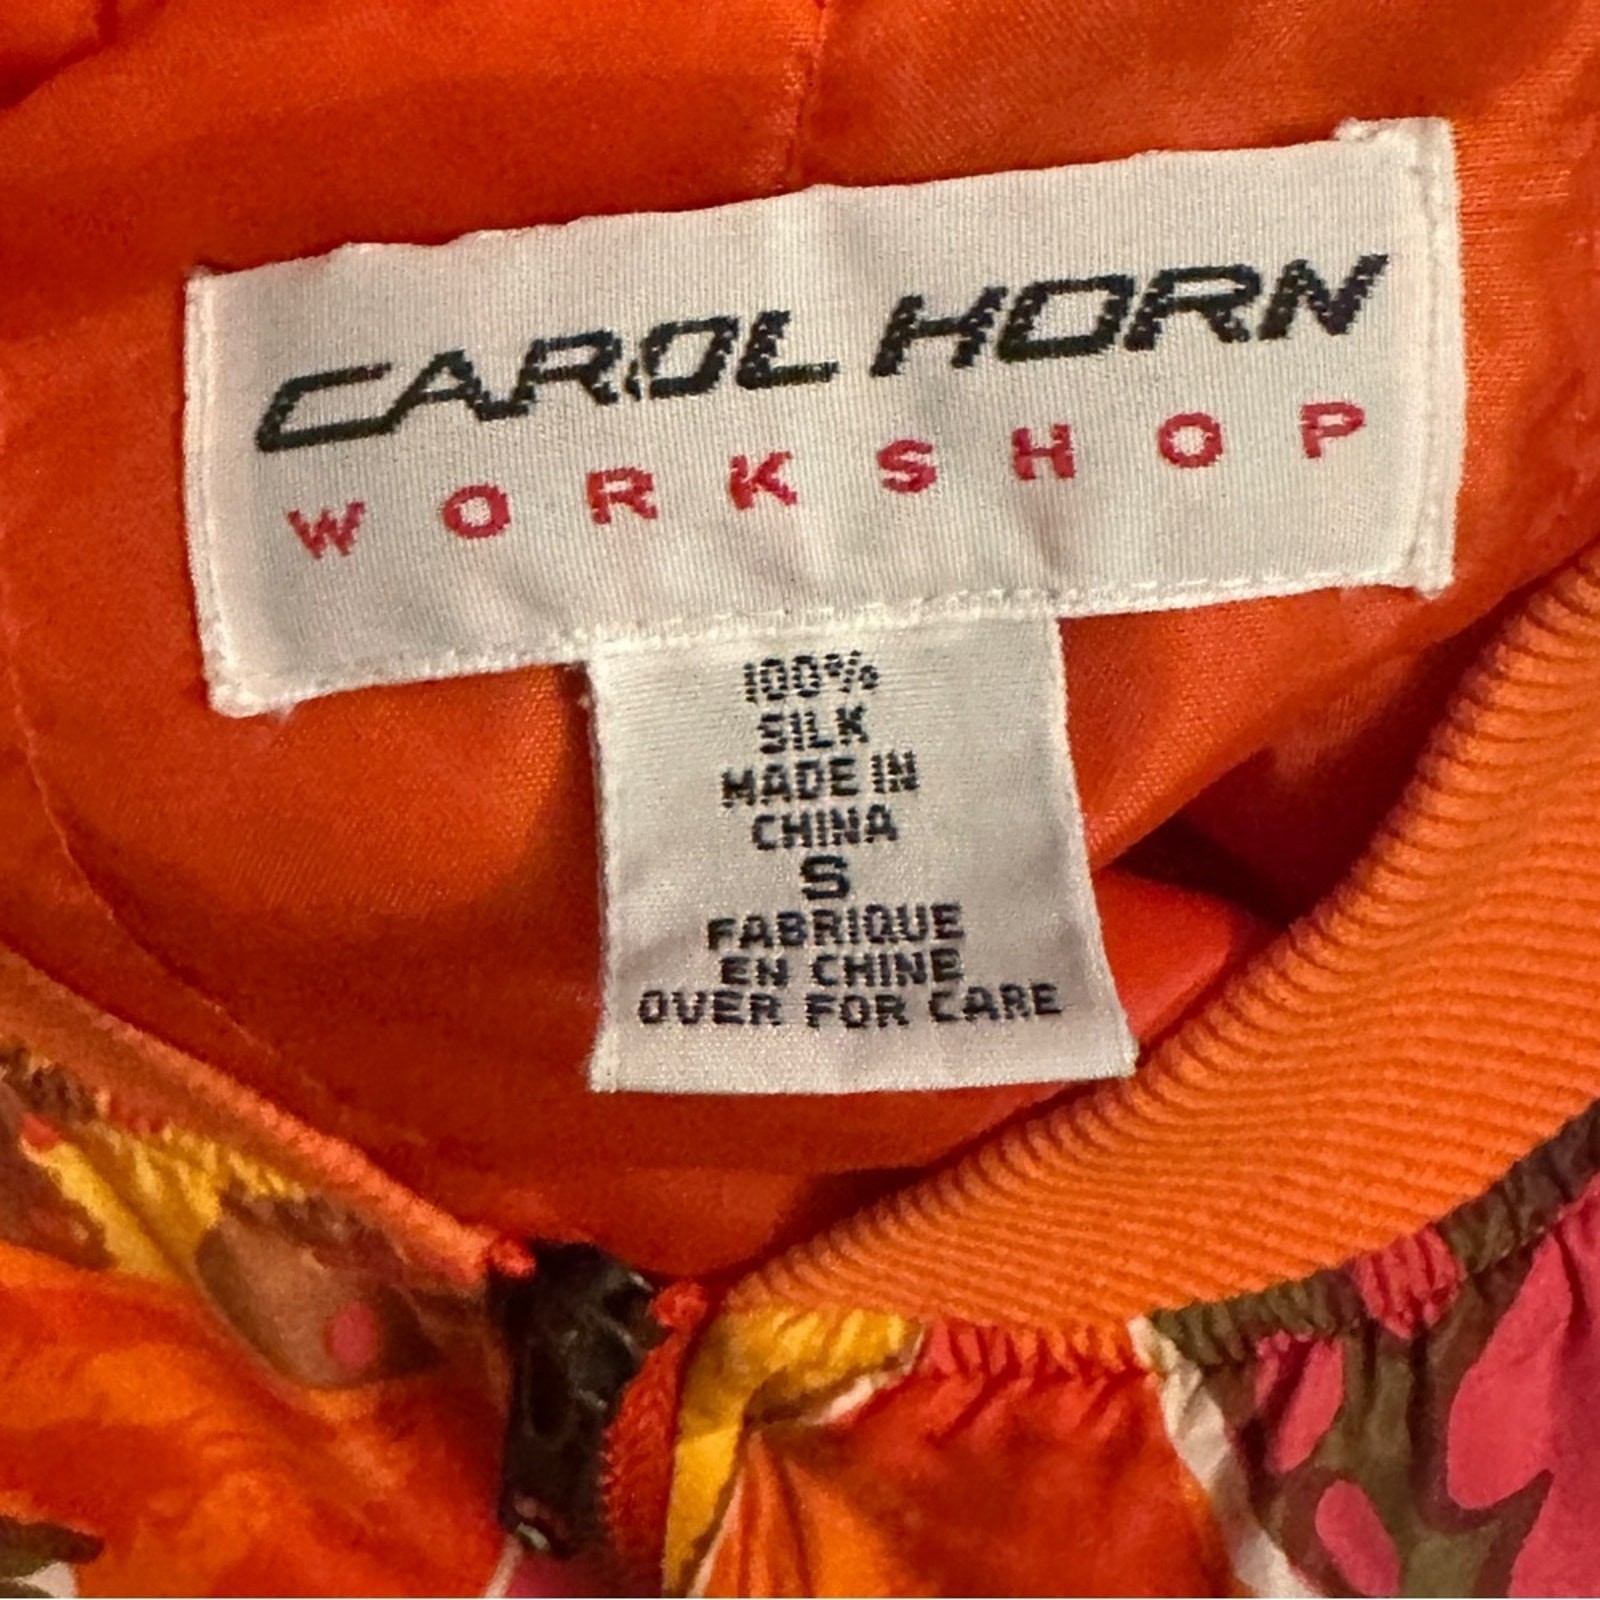 CAROL HORN
WORKSHOP
100%
SILK
MADE IN
CHINA
S
FABRIQUE
EN CHINE
OVER FOR CARE